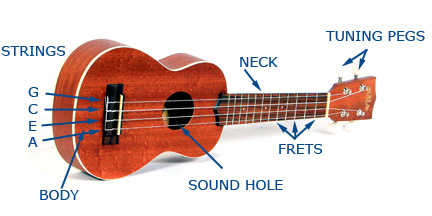 TUNING PEGS
STRINGS
NECK
G
C
E
A
FRETS
BODY
SOUND HOLE